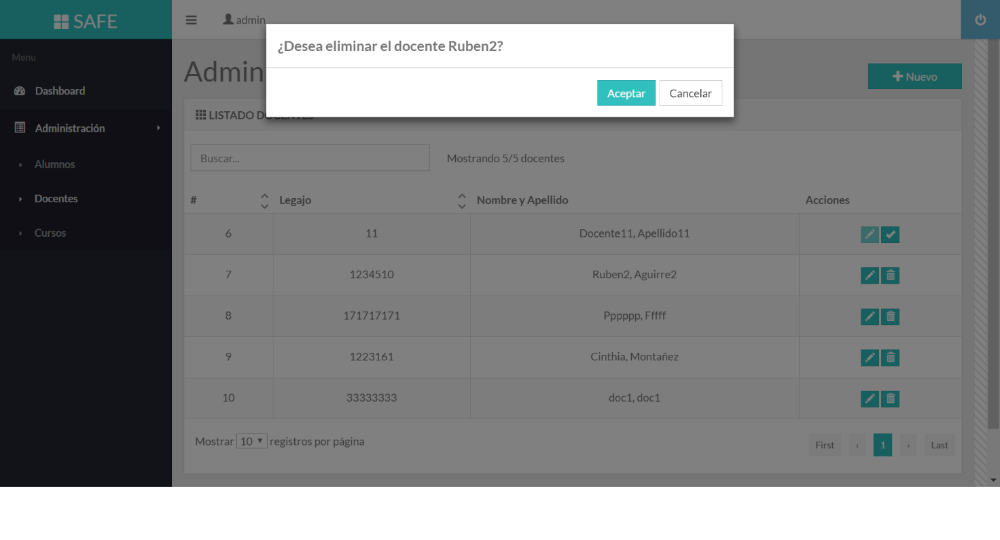 SAFE
admin
¿Desea eliminar el docente Ruben2?
Aceptar
Cancelar
Menu
Dashboard
Administración
Alumnos
Docentes
Cursos
Admin
Nuevo
LISTADO DOCENTES
Buscar...
Mostrando 5/5 docentes
# Legajo Nombre y Apellido Acciones
6 11 Docente11, Apellido11
7 1234510 Ruben2, Aguirre2
8 171717171 Pppppp, Fffff
9 1223161 Cinthia, Montañez
10 33333333 doc1, doc1
Mostrar 10 registros por página
First ‹ 1 › Last